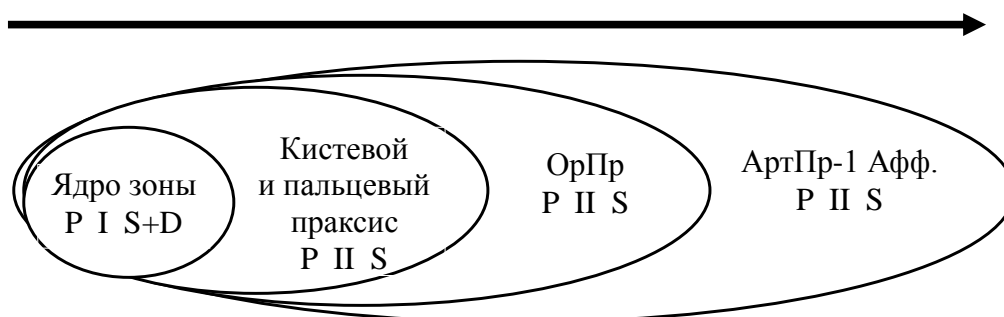 Ядро зоны
P I S+D
Кистевой
и пальцевый
праксис
P II S
ОрПр
P II S
АртПр-1 Афф.
P II S